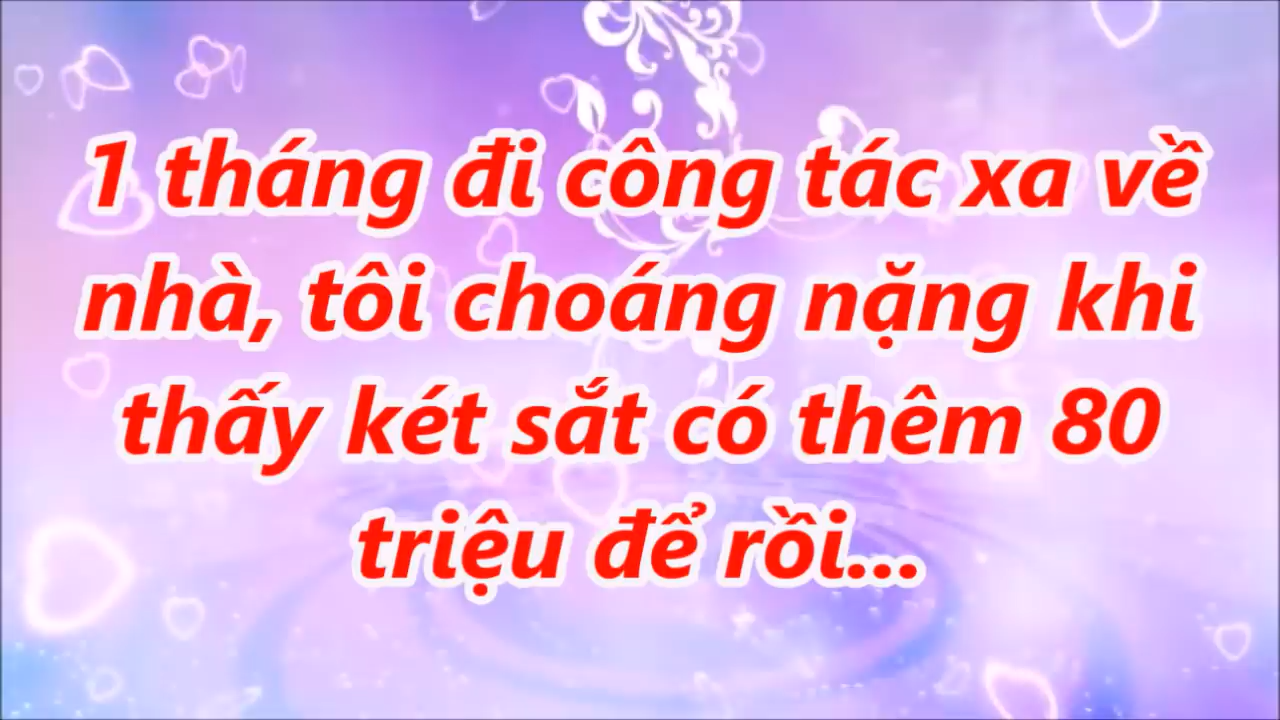 1 tháng đi công tác xa về
nhà, tôi choáng nặng khi
thấy két sắt có thêm 80
triệu để rồi...